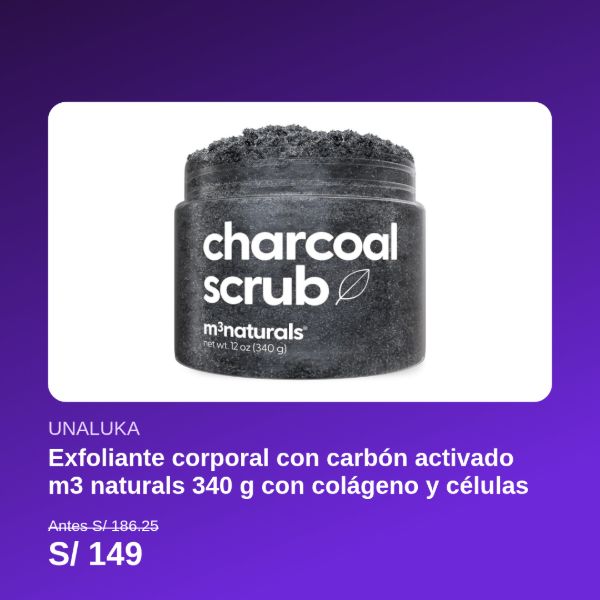 charcoal
scrub
m³naturals
net wt. 12 oz (340 g)
UNALUKA
Exfoliante corporal con carbón activado
m3 naturals 340 g con colágeno y células
Antes S/ 186.25
S/ 149